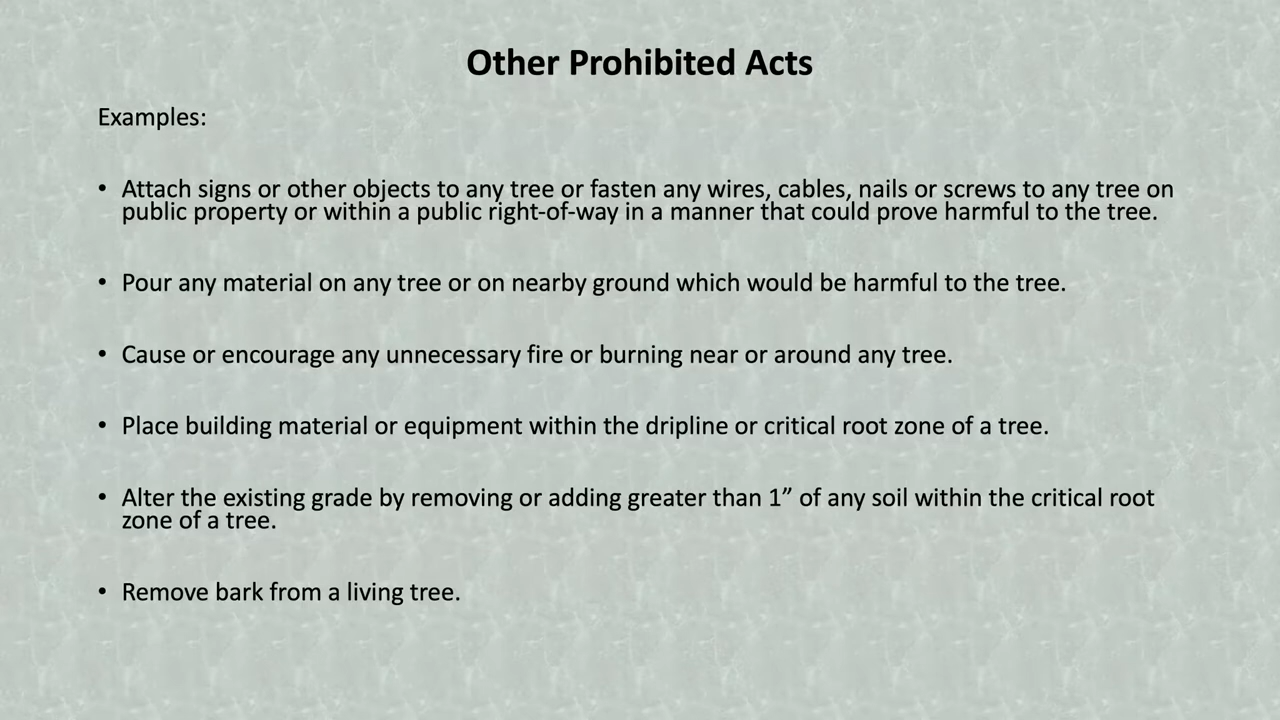 Other Prohibited Acts
Examples:
• Attach signs or other objects to any tree or fasten any wires, cables, nails or screws to any tree on
public property or within a public right-of-way in a manner that could prove harmful to the tree.
• Pour any material on any tree or on nearby ground which would be harmful to the tree.
• Cause or encourage any unnecessary fire or burning near or around any tree.
• Place building material or equipment within the dripline or critical root zone of a tree.
• Alter the existing grade by removing or adding greater than 1” of any soil within the critical root
zone of a tree.
• Remove bark from a living tree.